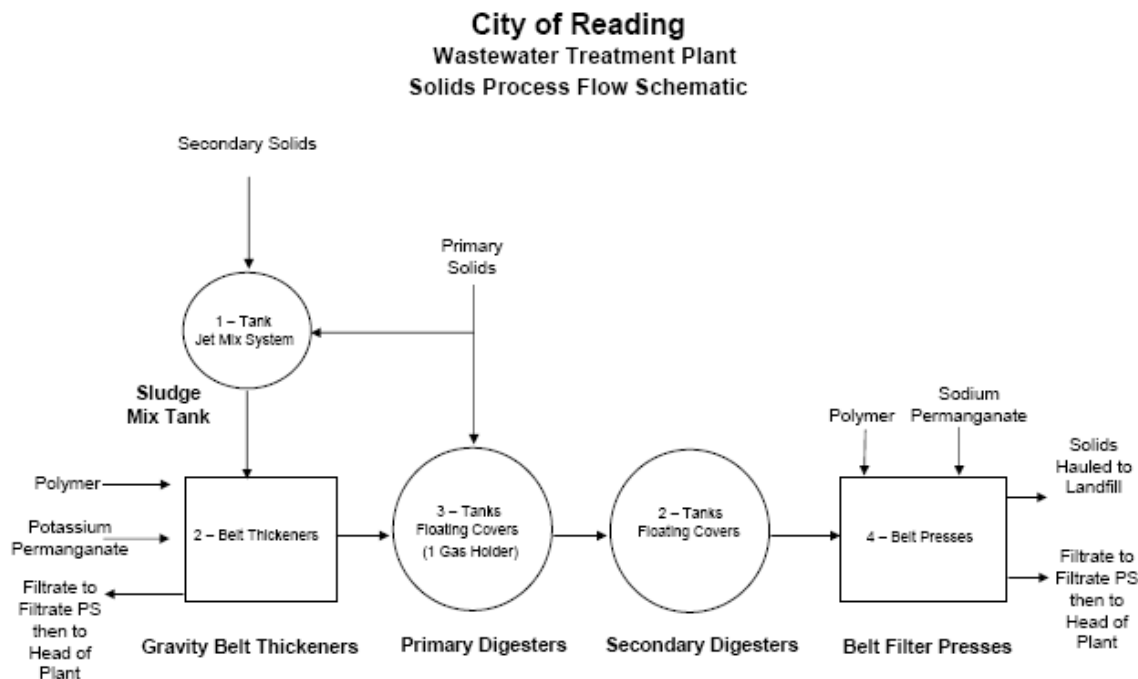 City of Reading
Wastewater Treatment Plant
Solids Process Flow Schematic
Secondary Solids
Primary
Solids
1 – Tank
Jet Mix System
Sludge
Mix Tank
Polymer
Sodium
Permanganate
Solids
Hauled to
Landfill
Polymer
Potassium
Permanganate
2 – Belt Thickeners
3 – Tanks
Floating Covers
(1 Gas Holder)
2 – Tanks
Floating Covers
4 – Belt Presses
Filtrate to
Filtrate PS
then to
Head of
Plant
Filtrate to
Filtrate PS
then to
Head of
Plant
Gravity Belt Thickeners
Primary Digesters
Secondary Digesters
Belt Filter Presses